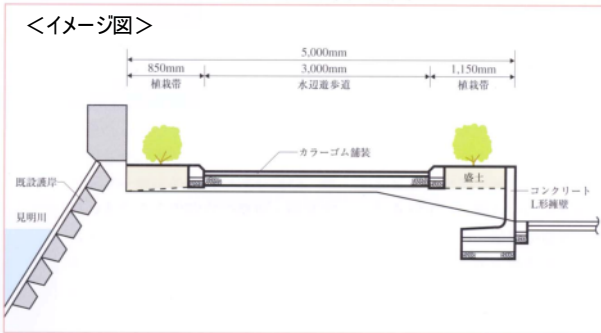 ＜イメージ図＞
5,000mm
850mm
3,000mm
1,150mm
植栽帯
水辺遊歩道
植栽帯
カラーゴム舗装
既設護岸
盛土
コンクリート
L形擁壁
見明川